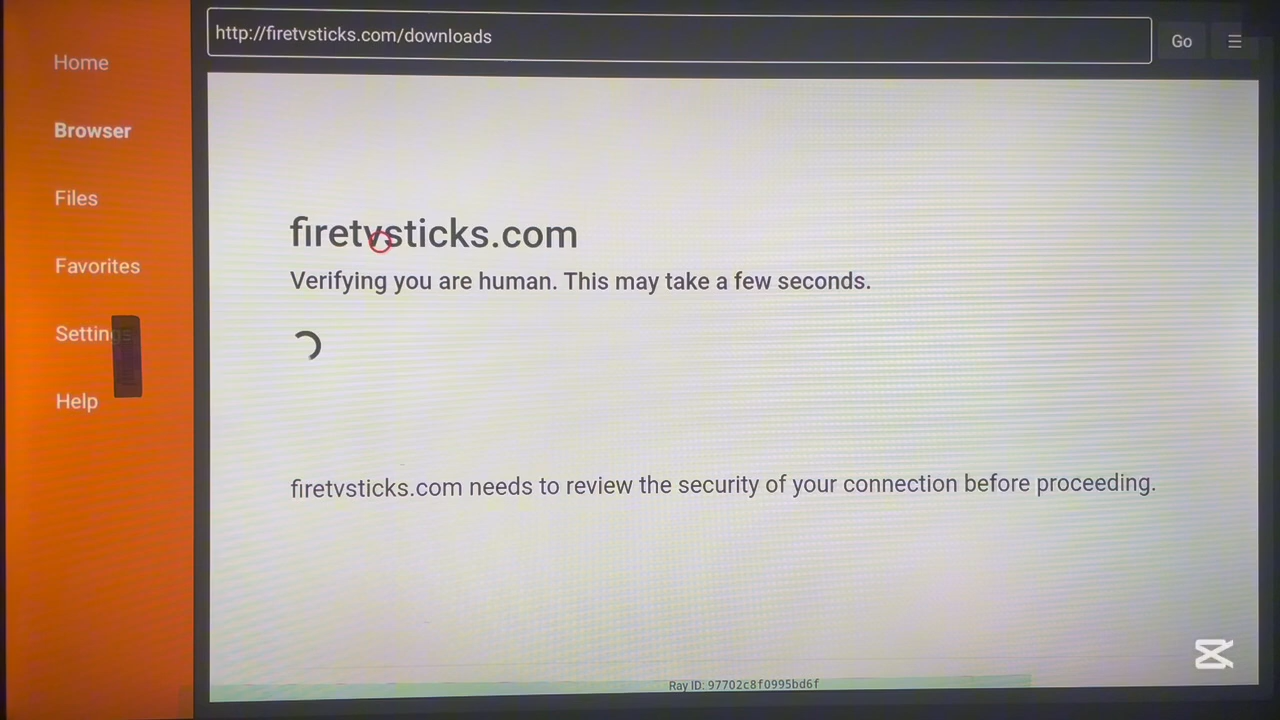 http://firetvsticks.com/downloads
Go
Home
Browser
Files
Favorites
Settings
Help
firetvsticks.com
Verifying you are human. This may take a few seconds.
firetvsticks.com needs to review the security of your connection before proceeding.
Ray ID: 97702c8f0995bd6f